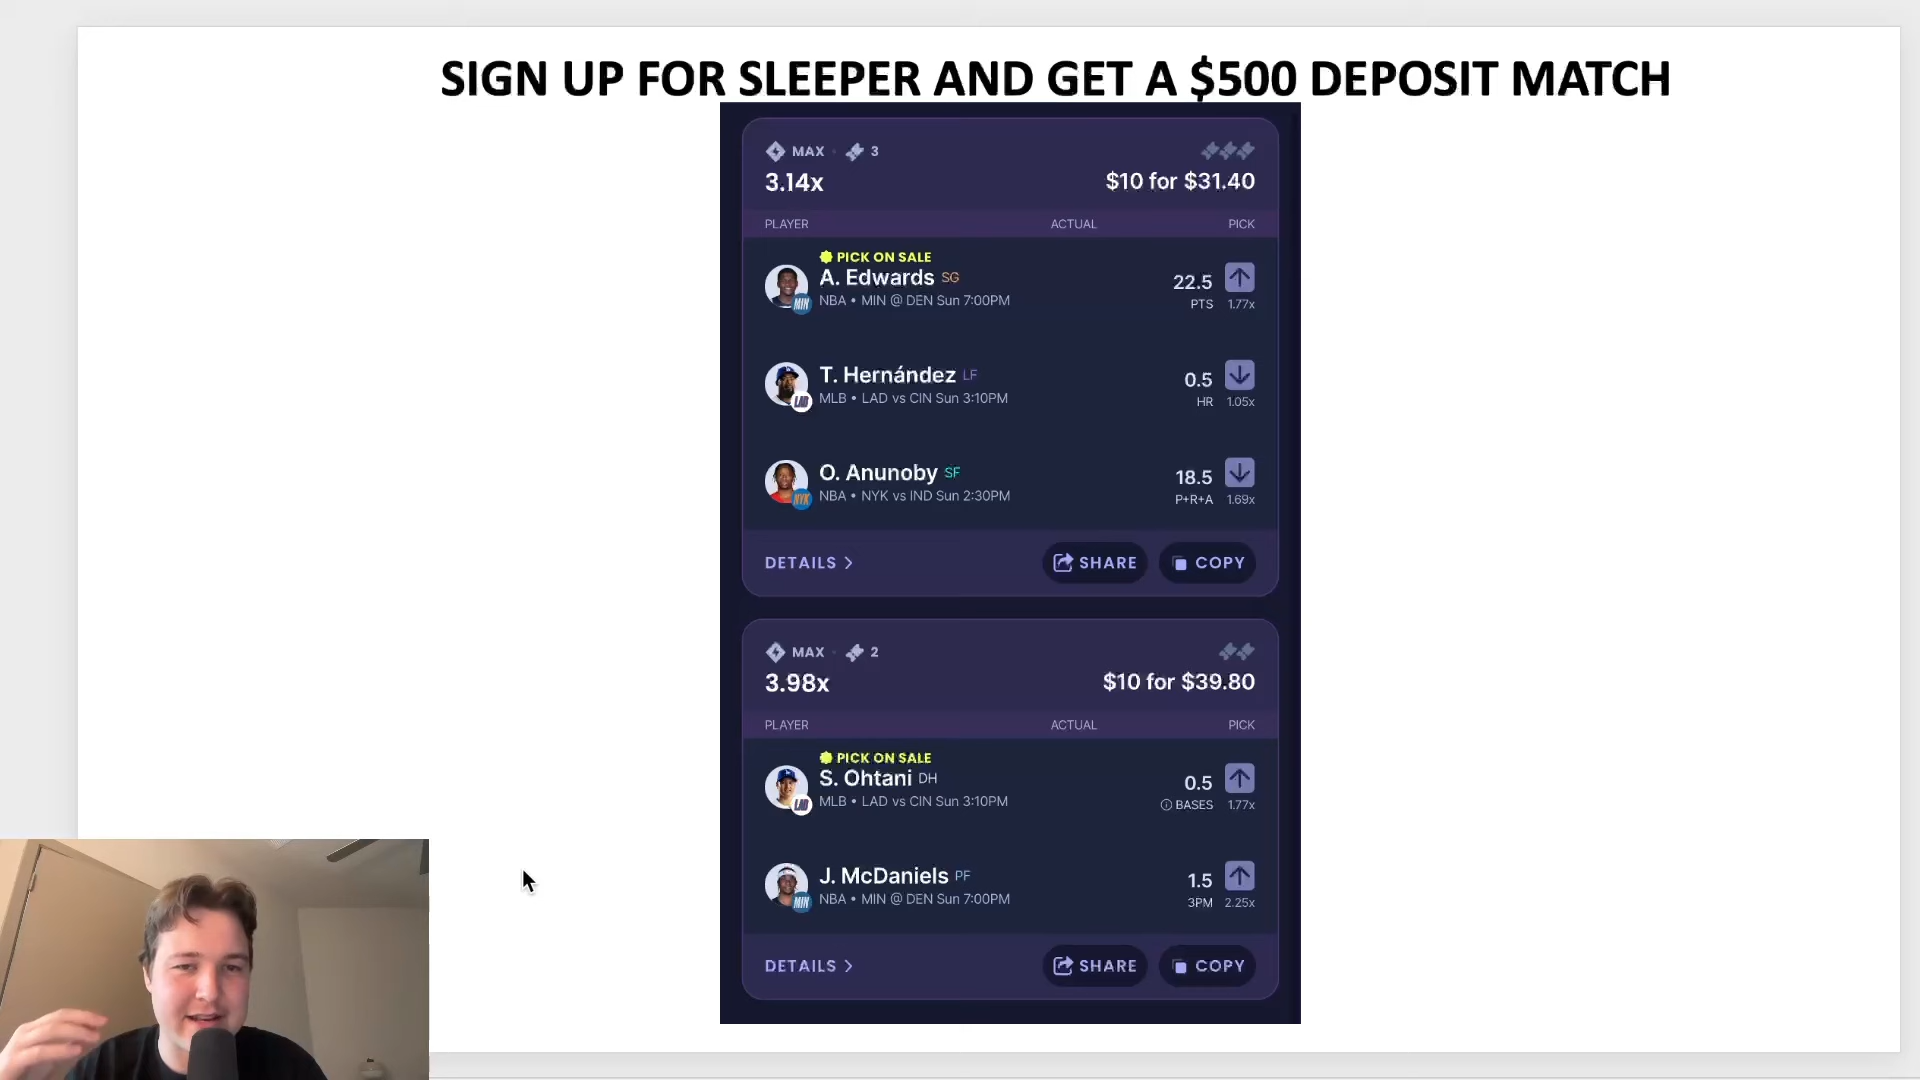 SIGN UP FOR SLEEPER AND GET A $500 DEPOSIT MATCH
MAX 3
3.14x $10 for $31.40
PLAYER ACTUAL PICK
PICK ON SALE
A. Edwards SG 22.5
NBA • MIN @ DEN Sun 7:00PM PTS 1.77x
MIN
T. Hernández LF 0.5
MLB • LAD vs CIN Sun 3:10PM HR 1.05x
LAD
O. Anunoby SF 18.5
NBA • NYK vs IND Sun 2:30PM P+R+A 1.69x
NYK
DETAILS > SHARE COPY
MAX 2
3.98x $10 for $39.80
PLAYER ACTUAL PICK
PICK ON SALE
S. Ohtani DH 0.5
MLB • LAD vs CIN Sun 3:10PM BASES 1.77x
LAD
J. McDaniels PF 1.5
NBA • MIN @ DEN Sun 7:00PM 3PM 2.25x
MIN
DETAILS > SHARE COPY